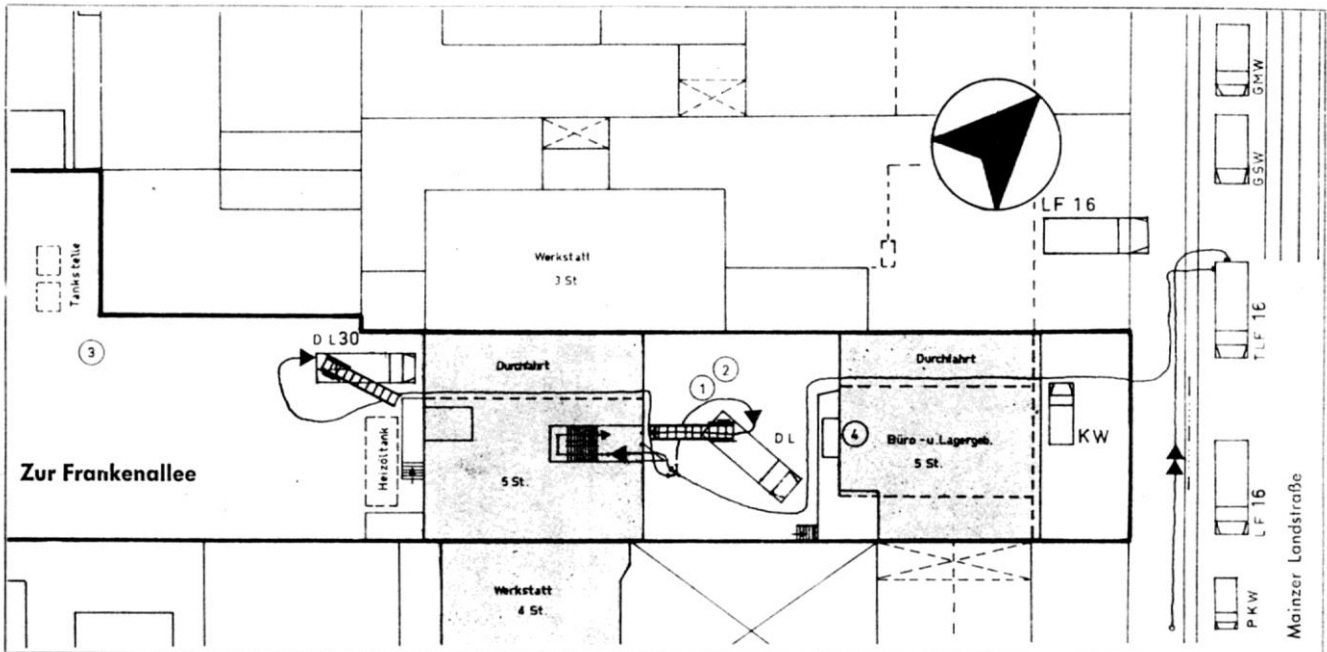 GMW
GSW
LF 16
TLF 16
Tankstelle
Werkstatt
3 St
3
DL30
Durchfahrt
1
2
Durchfahrt
DL
4
Büro-u.Lagergeb.
5 St.
KW
Zur Frankenallee
Heizöltank
5 St.
LF 16
Mainzer Landstraße
Werkstatt
4 St.
PKW